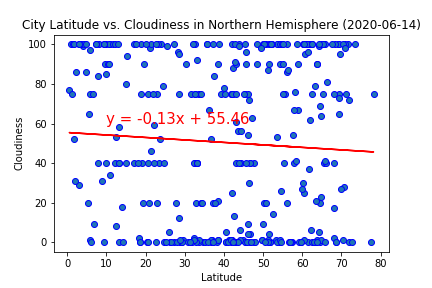 City Latitude vs. Cloudiness in Northern Hemisphere (2020-06-14)
100
80
60
40
20
0
Cloudiness
y = -0.13x + 55.46
0 10 20 30 40 50 60 70 80
Latitude